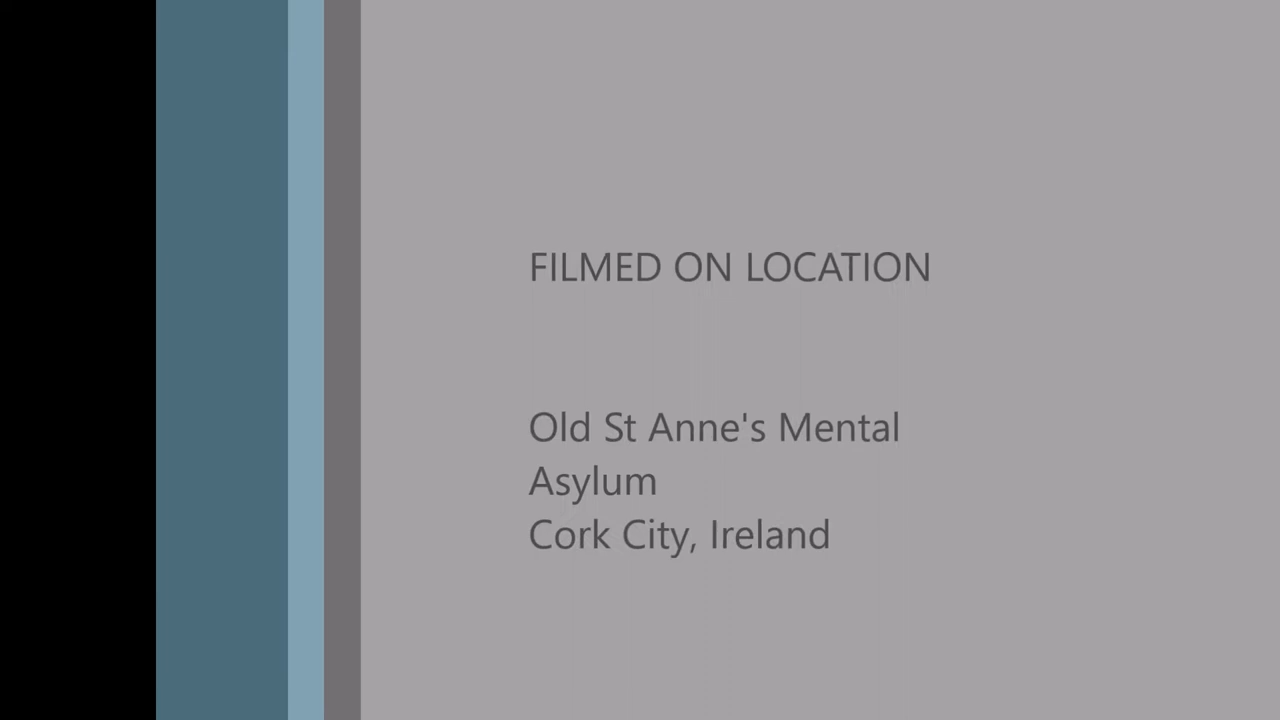 FILMED ON LOCATION
Old St Anne's Mental
Asylum
Cork City, Ireland